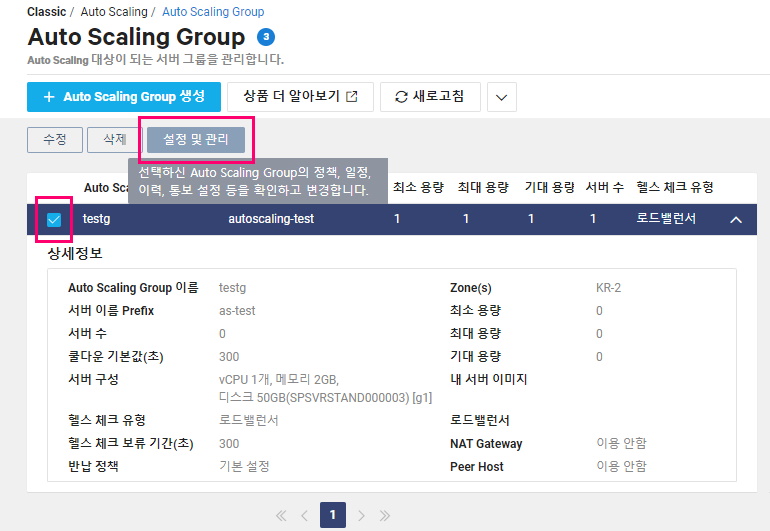 Classic / Auto Scaling / Auto Scaling Group
Auto Scaling Group 3
Auto Scaling 대상이 되는 서버 그룹을 관리합니다.
+ Auto Scaling Group 생성 상품 더 알아보기 새로고침
수정 삭제 설정 및 관리
선택하신 Auto Scaling Group의 정책, 일정,
이력, 통보 설정 등을 확인하고 변경합니다.
Auto Sca 최소 용량 최대 용량 기대 용량 서버 수 헬스 체크 유형
testg autoscaling-test 1 1 1 1 로드밸런서
상세정보
Auto Scaling Group 이름 testg Zone(s) KR-2
서버 이름 Prefix as-test 최소 용량 0
서버 수 0 최대 용량 0
쿨다운 기본값(초) 300 기대 용량 0
서버 구성 vCPU 1개, 메모리 2GB, 내 서버 이미지
디스크 50GB(SPSVRSTAND000003) [g1]
헬스 체크 유형 로드밸런서 로드밸런서
헬스 체크 보류 기간(초) 300 NAT Gateway 이용 안함
반납 정책 기본 설정 Peer Host 이용 안함
1